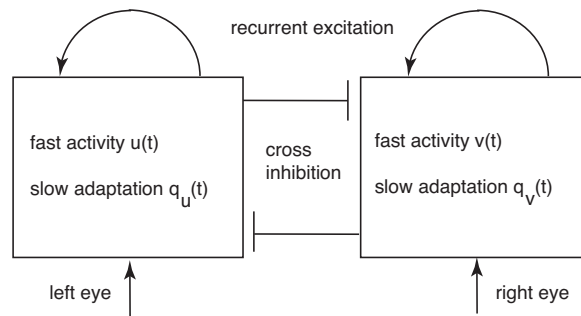 recurrent excitation
fast activity u(t)
slow adaptation q_u(t)
cross
inhibition
fast activity v(t)
slow adaptation q_v(t)
left eye
right eye